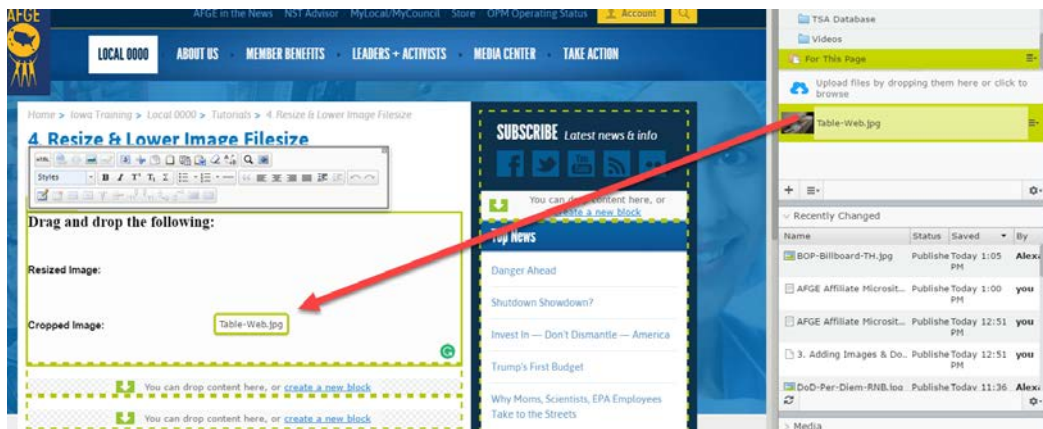 AFGE
AFGE in the News NST Advisor MyLocal/MyCouncil Store OPM Operating Status Account
LOCAL 0000 ABOUT US MEMBER BENEFITS LEADERS + ACTIVISTS MEDIA CENTER TAKE ACTION
Home > Iowa Training > Local 0000 > Tutorials > 4. Resize & Lower Image Filesize
4. Resize & Lower Image Filesize
Styles
Drag and drop the following:
Resized Image:
Cropped Image:
Table-Web.jpg
You can drop content here, or create a new block
You can drop content here, or create a new block
SUBSCRIBE Latest news & info
You can drop content here, or
create a new block
Top News
Danger Ahead
Shutdown Showdown?
Invest In — Don't Dismantle — America
Trump's First Budget
Why Moms, Scientists, EPA Employees
Take to the Streets
TSA Database
Videos
For This Page
Upload files by dropping them here or click to
browse
Table-Web.jpg
Recently Changed
Name Status Saved By
BOP-Billboard-TH.jpg Publishe Today 1:05 PM Alexa
AFGE Affiliate Microsit... Publishe Today 1:00 PM you
AFGE Affiliate Microsit... Publishe Today 12:51 PM you
3. Adding Images & Do... Publishe Today 12:51 PM you
DoD-Per-Diem-RNB.jpg Publishe Today 11:36 Alexa
Media